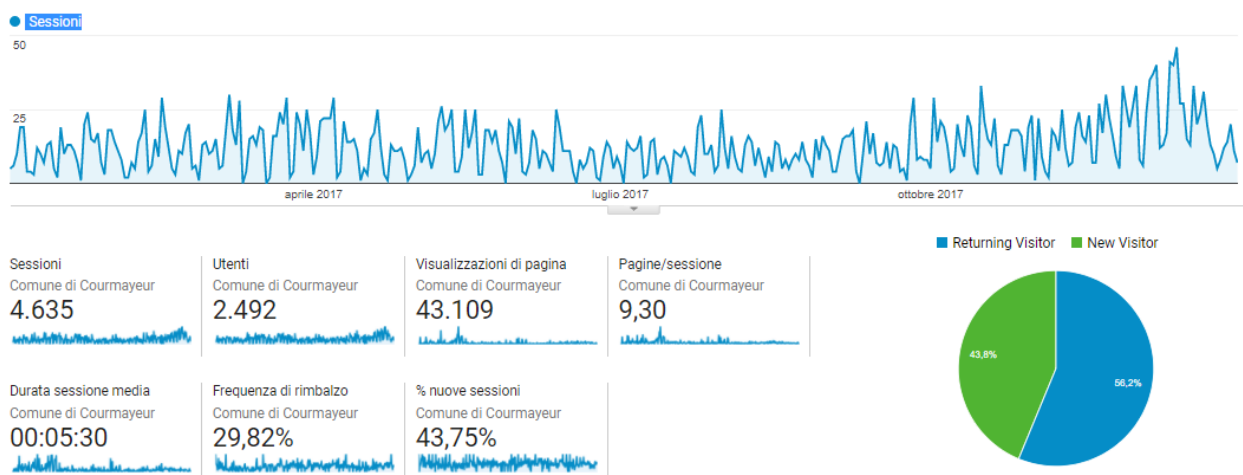 Sessioni
50
25
aprile 2017
luglio 2017
ottobre 2017
Returning Visitor
New Visitor
Sessioni
Comune di Courmayeur
4.635
Utenti
Comune di Courmayeur
2.492
Visualizzazioni di pagina
Comune di Courmayeur
43.109
Pagine/sessione
Comune di Courmayeur
9,30
43,8%
56,2%
Durata sessione media
Comune di Courmayeur
00:05:30
Frequenza di rimbalzo
Comune di Courmayeur
29,82%
% nuove sessioni
Comune di Courmayeur
43,75%